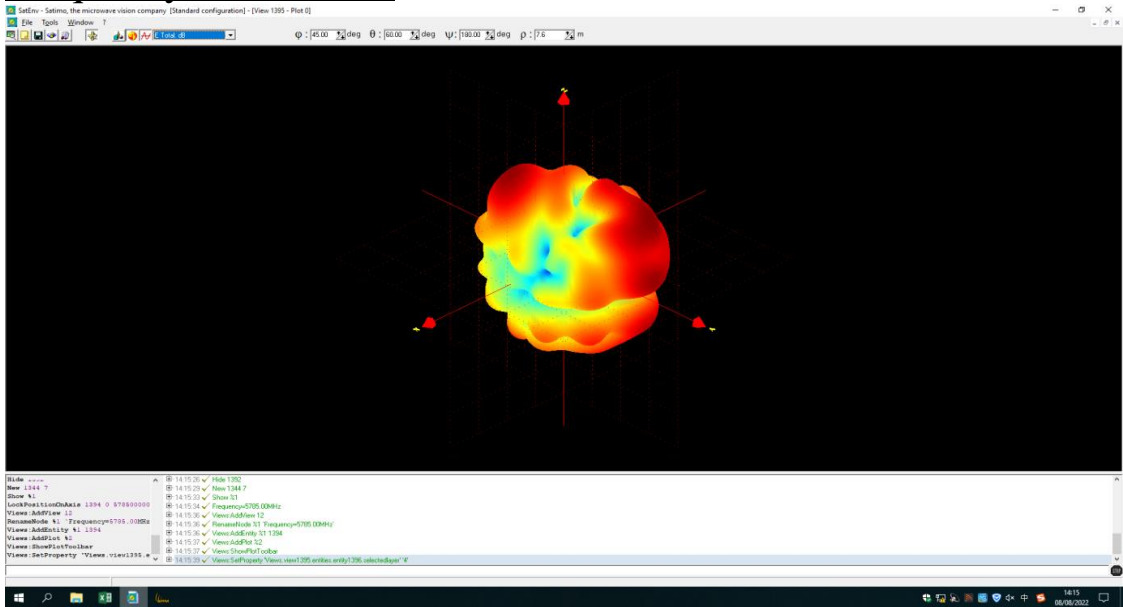 SatEnv - Satimo, the microwave vision company [Standard configuration] - [View 1395 - Plot 0]
File Tools Window ?
E Total dB φ : 45.00 deg θ : 60.00 deg ψ : 180.00 deg ρ : 7.6 m
Hide
New 1344 7
Show %1
LockPositionOnAxis 1394 0 578500000
Views:AddView 12
RenameNode %1 'Frequency=5785.00MHz
Views:AddEntity %1 1394
Views:AddPlot %2
Views:ShowPlotToolbar
Views:SetProperty 'Views.view1395.e
14:15:26 Hide 1392
14:15:29 New 1344 7
14:15:33 Show %1
14:15:34 Frequency=5785.00MHz
14:15:36 Views:AddView 12
14:15:36 RenameNode %1 'Frequency=5785.00MHz'
14:15:36 Views:AddEntity %1 1394
14:15:37 Views:AddPlot %2
14:15:37 Views:ShowPlotToolbar
14:15:39 Views:SetProperty 'Views.view1395.entities.entity1396.selectedlayer' '4'
中
14:15
08/08/2022